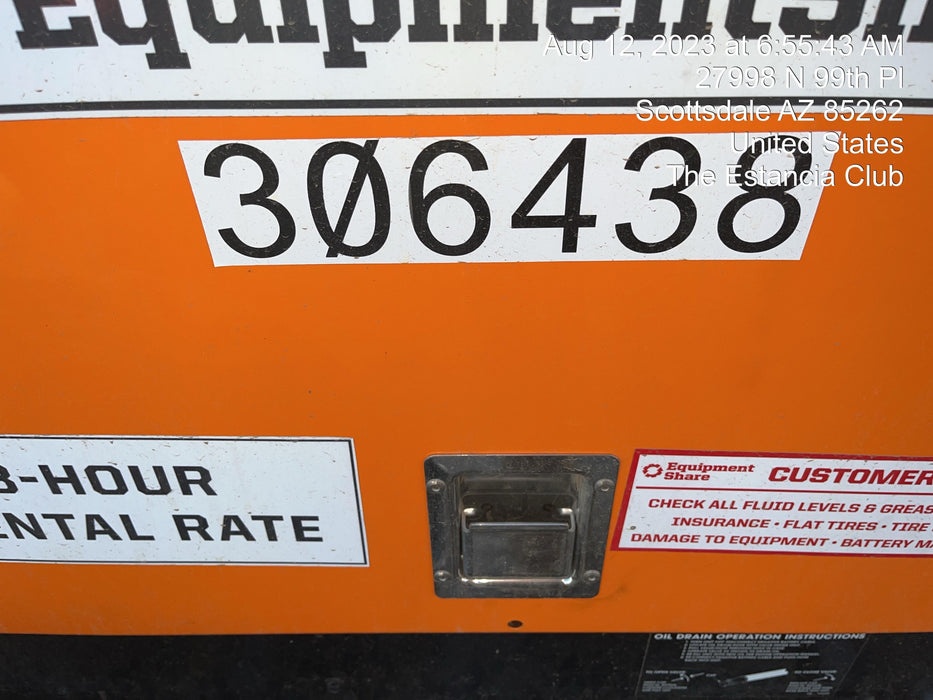 EquipmentSh
Aug 12, 2023 at 6:55:43 AM
27998 N 99th Pl
Scottsdale AZ 85262
United States
The Estancia Club
3Ø6438
8-HOUR
ENTAL RATE
Equipment
Share
CUSTOMER
CHECK ALL FLUID LEVELS & GREAS
INSURANCE • FLAT TIRES • TIRE
DAMAGE TO EQUIPMENT • BATTERY MA
OIL DRAIN OPERATION INSTRUCTIONS